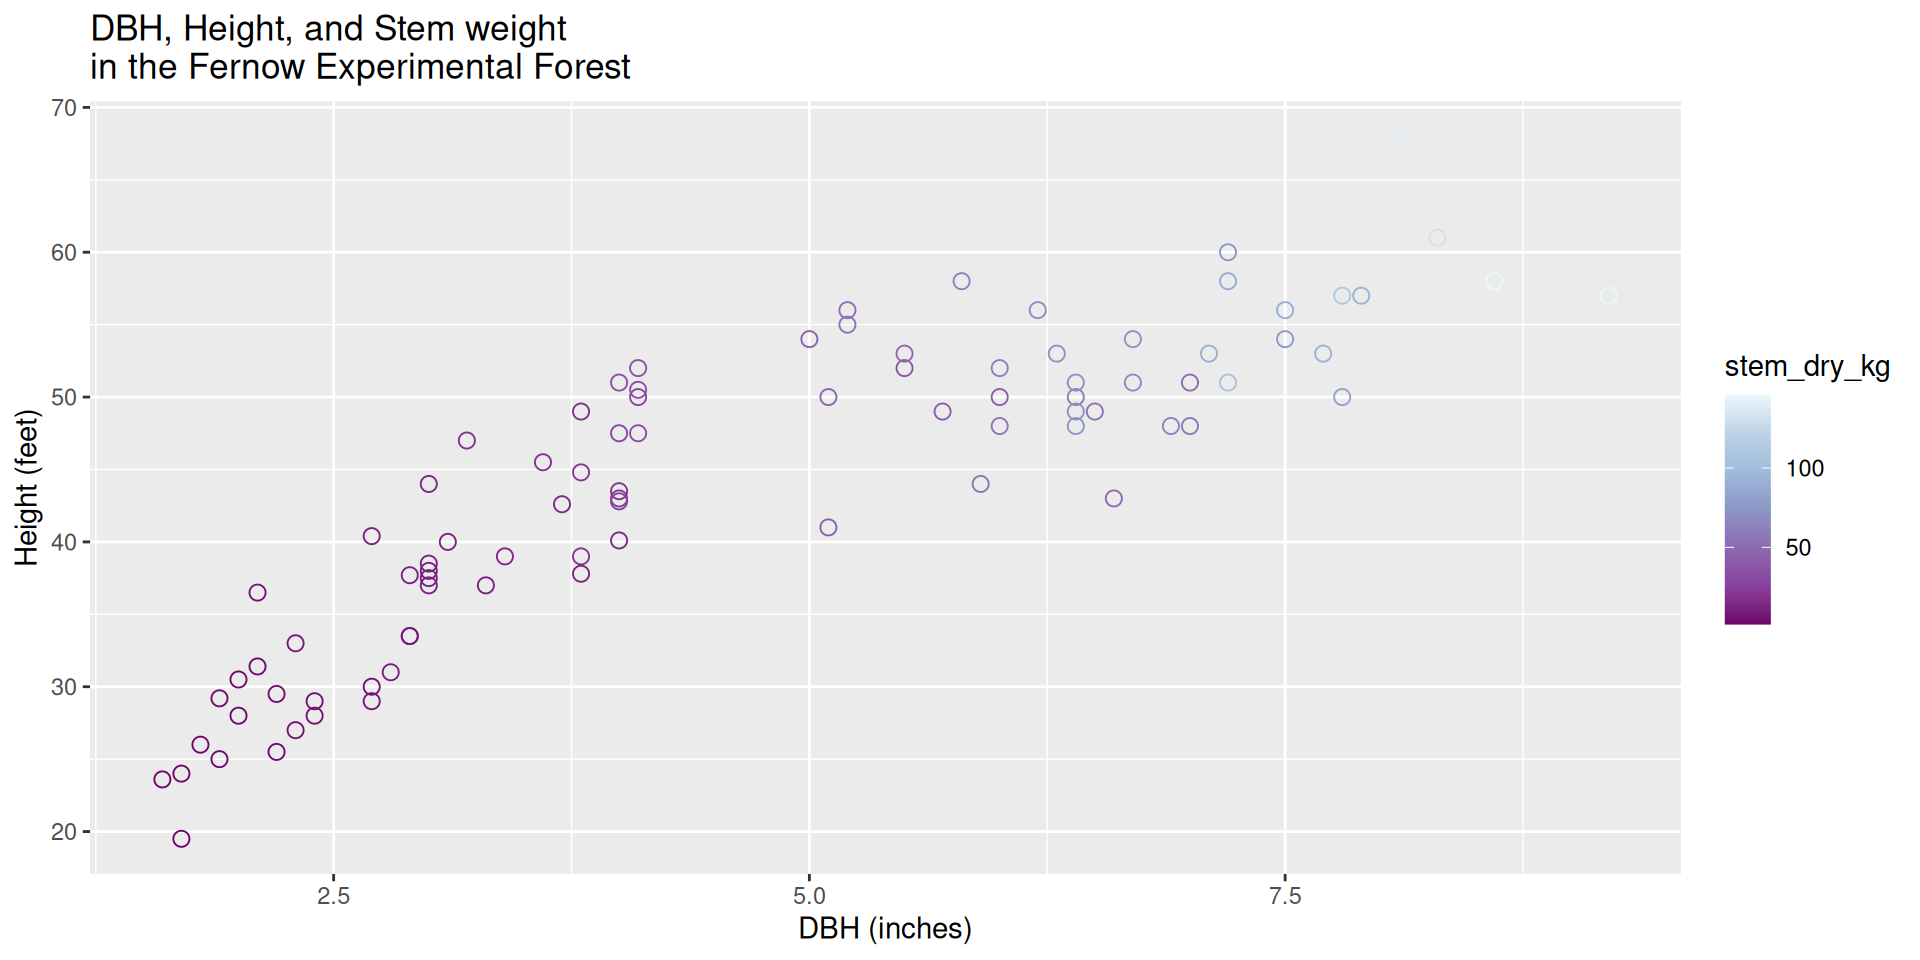 DBH, Height, and Stem weight
in the Fernow Experimental Forest
70
60
50
40
30
20
Height (feet)
2.5 5.0 7.5
DBH (inches)
stem_dry_kg
100
50